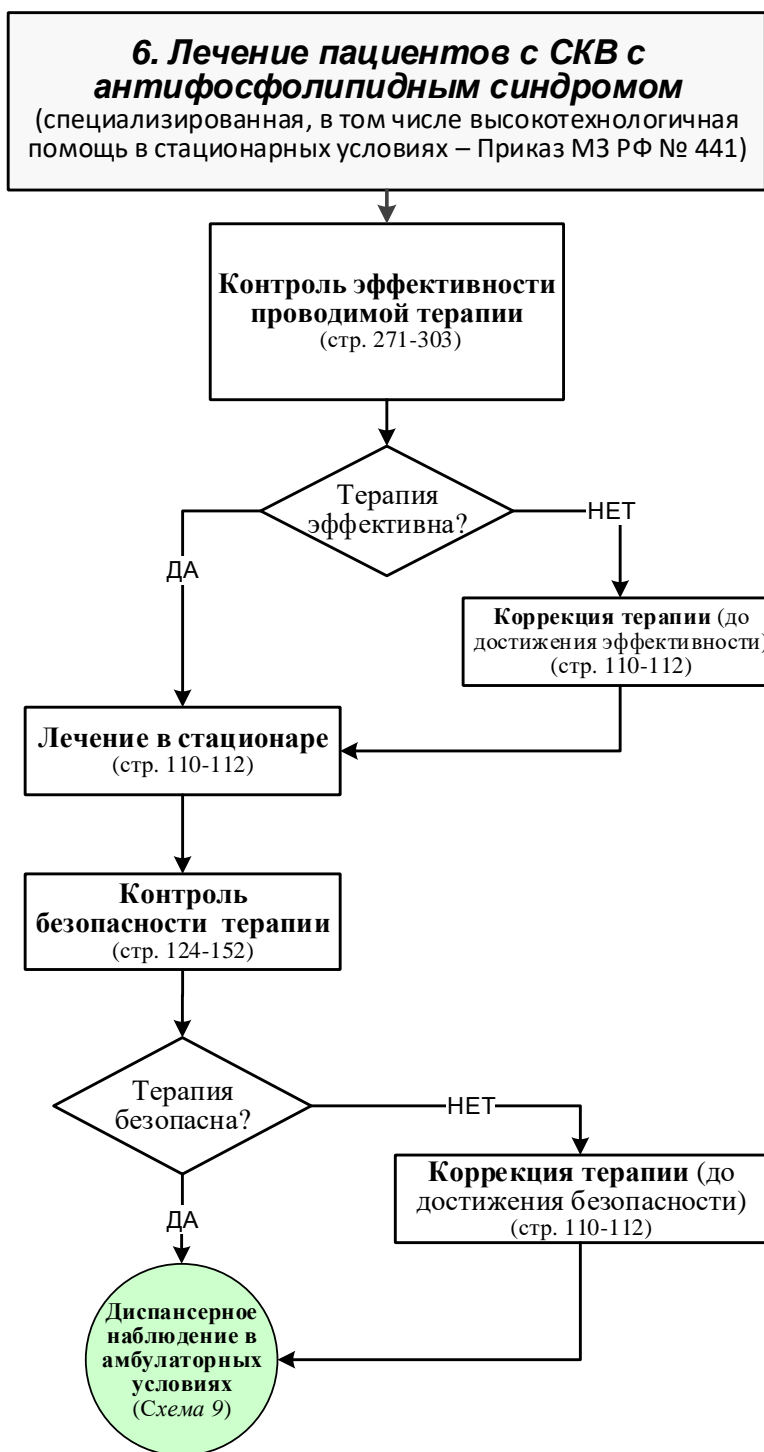 6. Лечение пациентов с СКВ с
антифосфолипидным синдромом
(специализированная, в том числе высокотехнологичная
помощь в стационарных условиях – Приказ МЗ РФ № 441)
Контроль эффективности
проводимой терапии
(стр. 271-303)
Терапия
эффективна?
НЕТ
ДА
Коррекция терапии (до
достижения эффективности)
(стр. 110-112)
Лечение в стационаре
(стр. 110-112)
Контроль
безопасности терапии
(стр. 124-152)
Терапия
безопасна?
НЕТ
Коррекция терапии (до
достижения безопасности)
(стр. 110-112)
ДА
Диспансерное
наблюдение в
амбулаторных
условиях
(Схема 9)